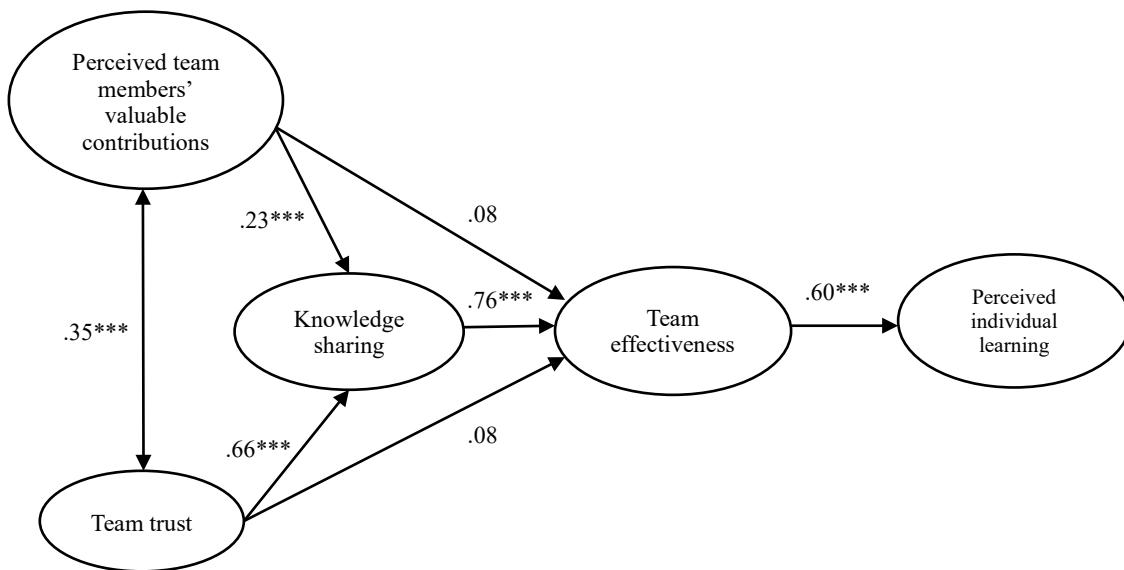 Perceived team
members’
valuable
contributions
.23***
.08
.35***
Knowledge
sharing
.76***
Team
effectiveness
.60***
Perceived
individual
learning
.66***
.08
Team trust